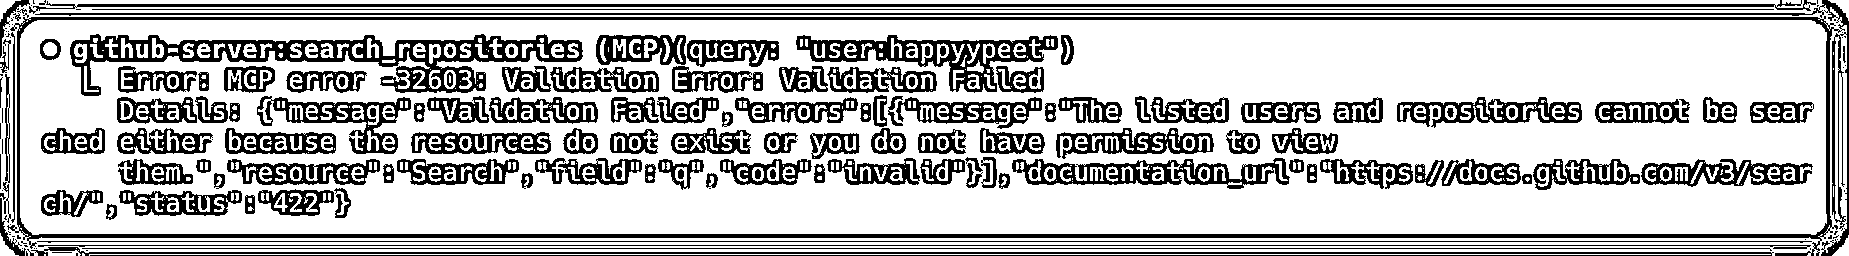 github-server:search_repositories (MCP)(query: "user:happyypeet")
Error: MCP error -32603: Validation Error: Validation Failed
Details: {"message":"Validation Failed","errors":[{"message":"The listed users and repositories cannot be sear
ched either because the resources do not exist or you do not have permission to view
them.","resource":"Search","field":"q","code":"invalid"}],"documentation_url":"https://docs.github.com/v3/sear
ch/","status":"422"}